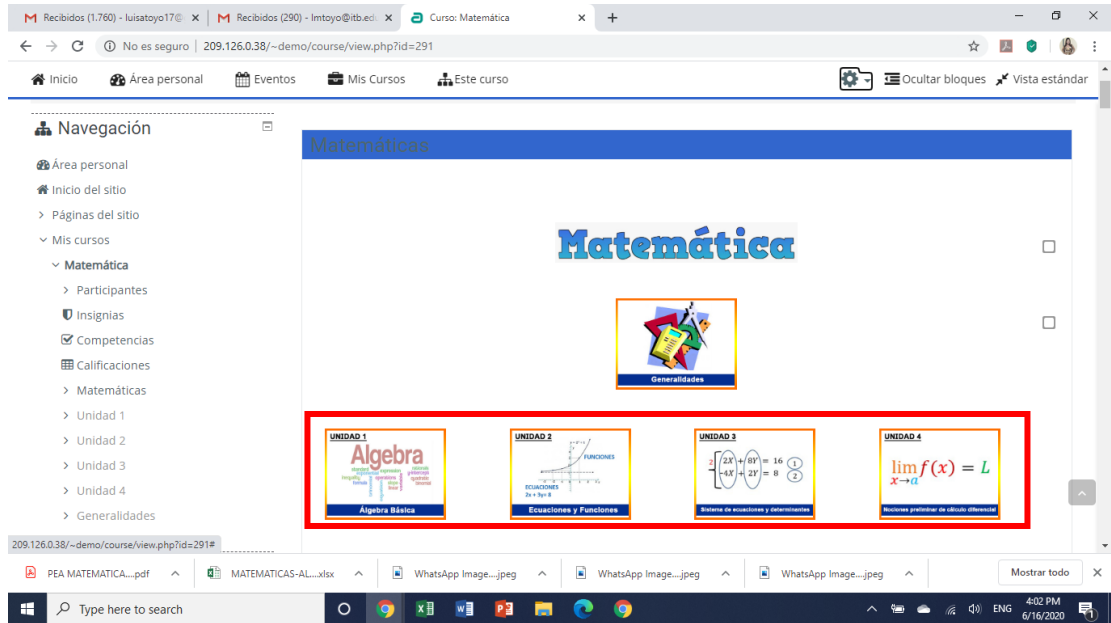 Recibidos (1.760) - luisatoyo17@ Recibidos (290) - lmtoyo@itb.ed Curso: Matemática
No es seguro 209.126.0.38/~demo/course/view.php?id=291
Inicio Área personal Eventos Mis Cursos Este curso Ocultar bloques Vista estándar
Navegación
Área personal
Inicio del sitio
Páginas del sitio
Mis cursos
Matemática
Participantes
Insignias
Competencias
Calificaciones
Matemáticas
Unidad 1
Unidad 2
Unidad 3
Unidad 4
Generalidades
Matemáticas
Matemática
Generalidades
UNIDAD 1
Algebra
Álgebra Básica
UNIDAD 2
FUNCIONES
ECUACIONES
2x + 3y= 8
Ecuaciones y Funciones
UNIDAD 3
2 2X + 8Y = 16 1
-4X + 2Y = 8 2
Sistema de ecuaciones y determinantes
UNIDAD 4
lim f(x) = L
x→a
Nociones preliminar de cálculo diferencial
209.126.0.38/~demo/course/view.php?id=291#
PEA MATEMATICA....pdf MATEMATICAS-AL...xlsx WhatsApp Image....jpeg WhatsApp Image....jpeg WhatsApp Image....jpeg Mostrar todo
Type here to search ENG 4:02 PM
6/16/2020